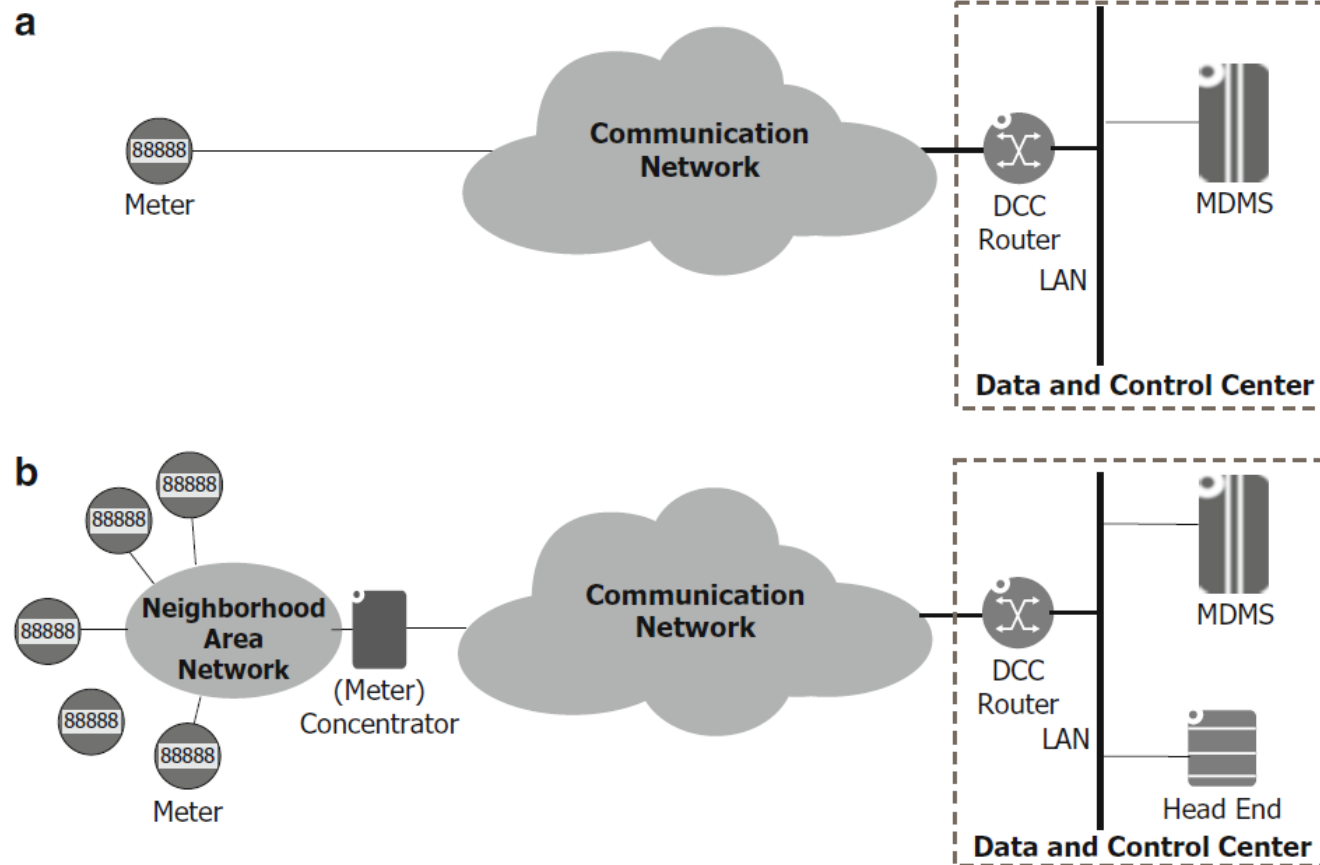 a
88888
Meter
Communication
Network
DCC
Router
LAN
MDMS
Data and Control Center
b
88888
88888
88888
88888
88888
Meter
Neighborhood
Area
Network
(Meter)
Concentrator
Communication
Network
DCC
Router
LAN
MDMS
Head End
Data and Control Center